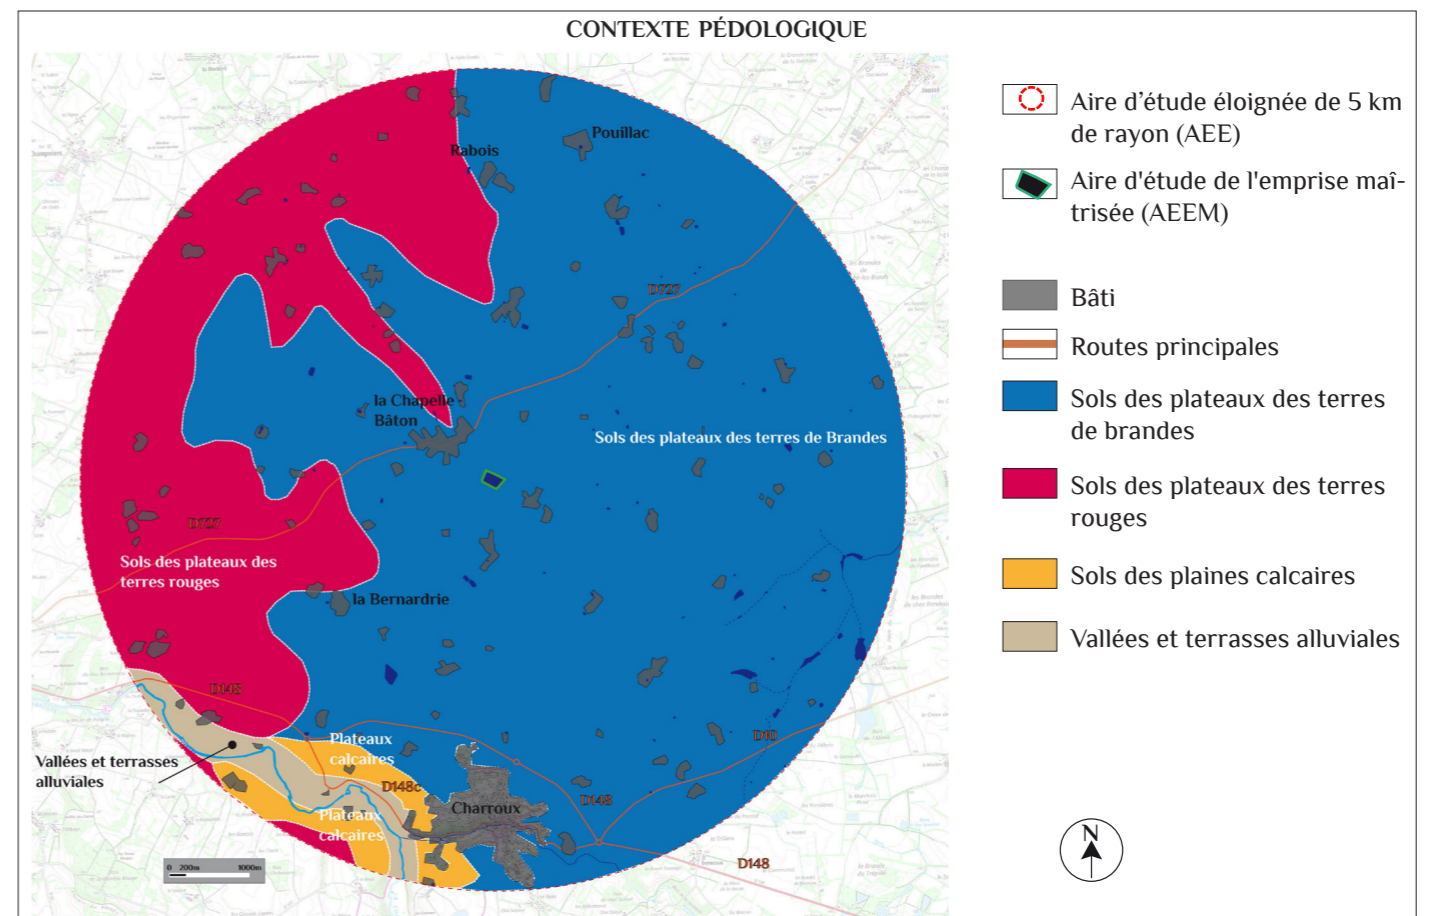 CONTEXTE PÉDOLOGIQUE
Pouillac
Rabois
D727
la Chapelle
Bâton
Sols des plateaux des terres de Brandes
D727
Sols des plateaux des
terres rouges
la Bernardrie
D148
D10
Plateaux
calcaires
Vallées et terrasses
alluviales
D148c
D148
Charroux
Plateaux
calcaires
D148
0 200m 1000m
Aire d'étude éloignée de 5 km
de rayon (AEE)
Aire d'étude de l'emprise maî-
trisée (AEEM)
Bâti
Routes principales
Sols des plateaux des terres
de brandes
Sols des plateaux des terres
rouges
Sols des plaines calcaires
Vallées et terrasses alluviales
N